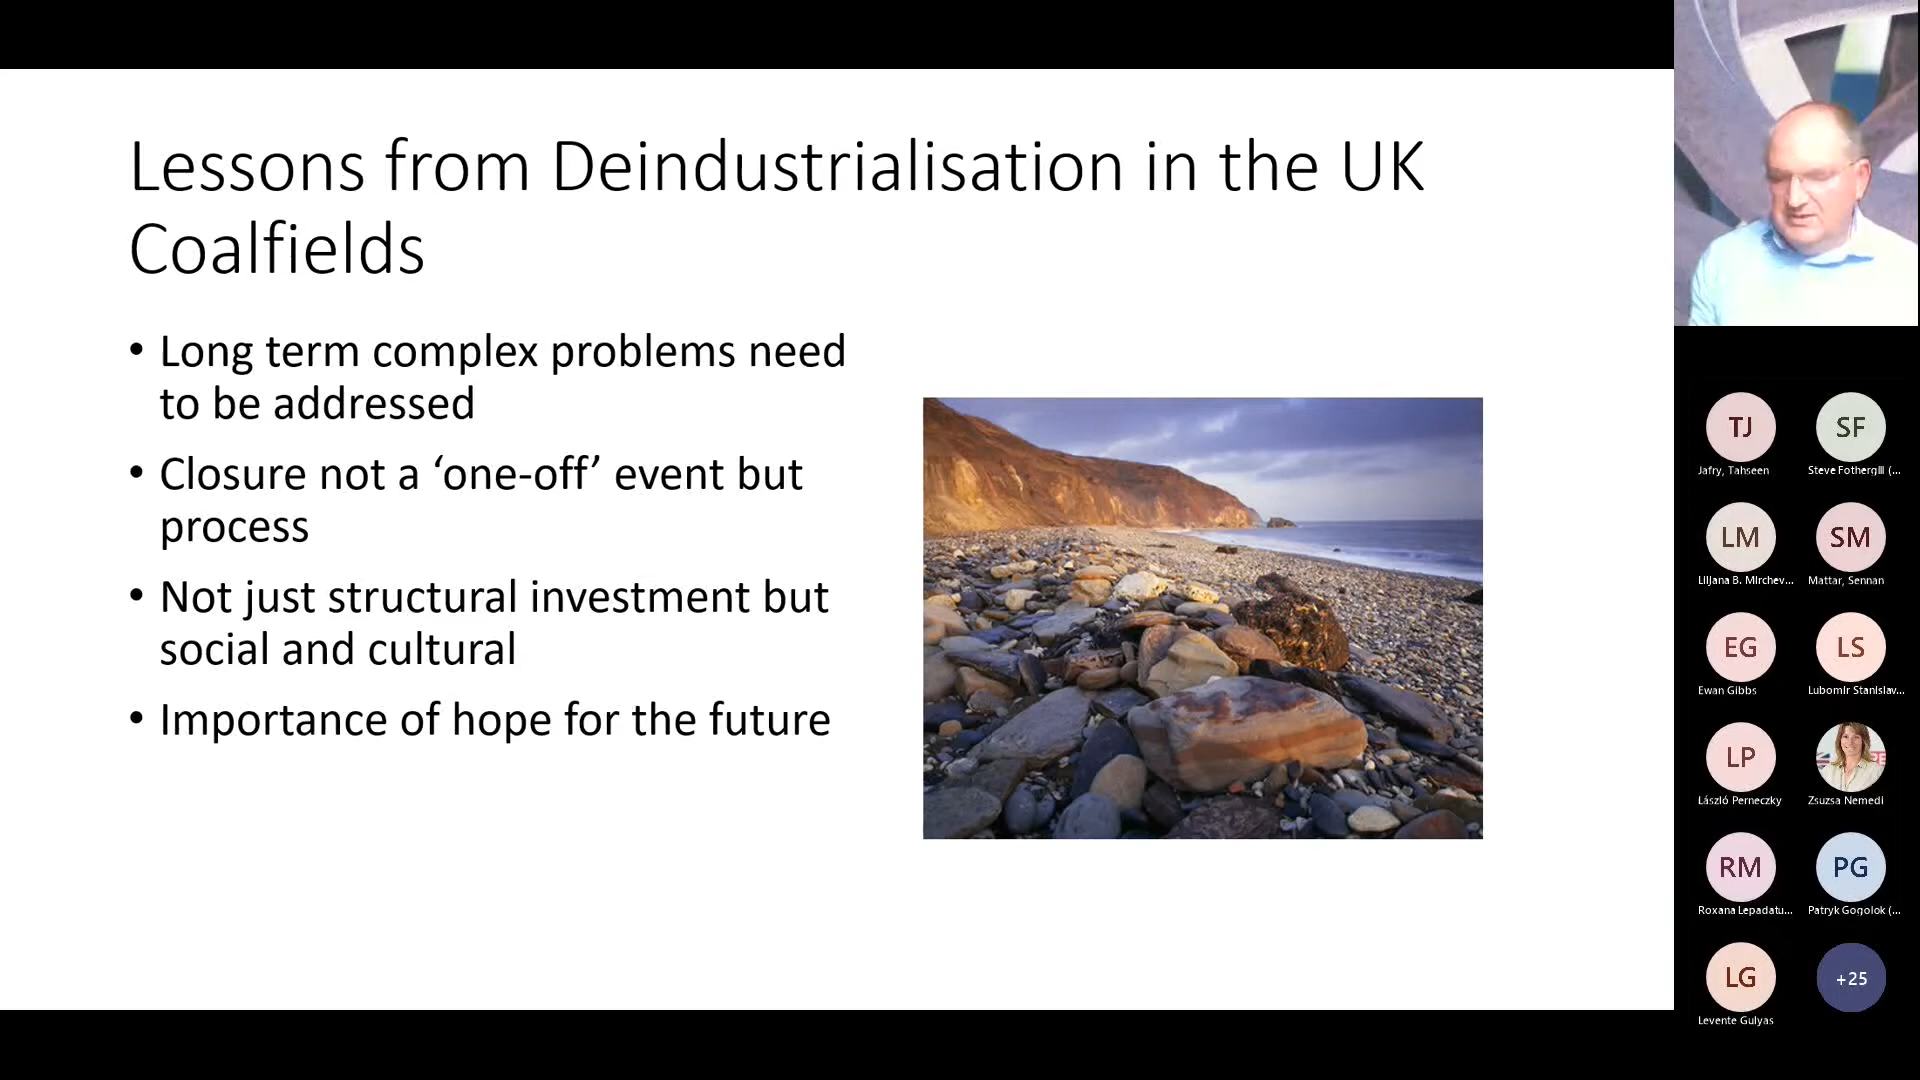 Lessons from Deindustrialisation in the UK
Coalfields
• Long term complex problems need
to be addressed
• Closure not a ‘one-off’ event but
process
• Not just structural investment but
social and cultural
• Importance of hope for the future
TJ
Jafry, Tahseen
SF
Steve Fothergill (...
LM
Liljana B. Mirchev...
SM
Mattar, Sennan
EG
Ewan Gibbs
LS
Lubomir Stanislav...
LP
László Perneczky
Zsuzsa Nemedi
RM
Roxana Lepadatu...
PG
Patryk Gogolok (...
LG
Levente Gulyas
+25